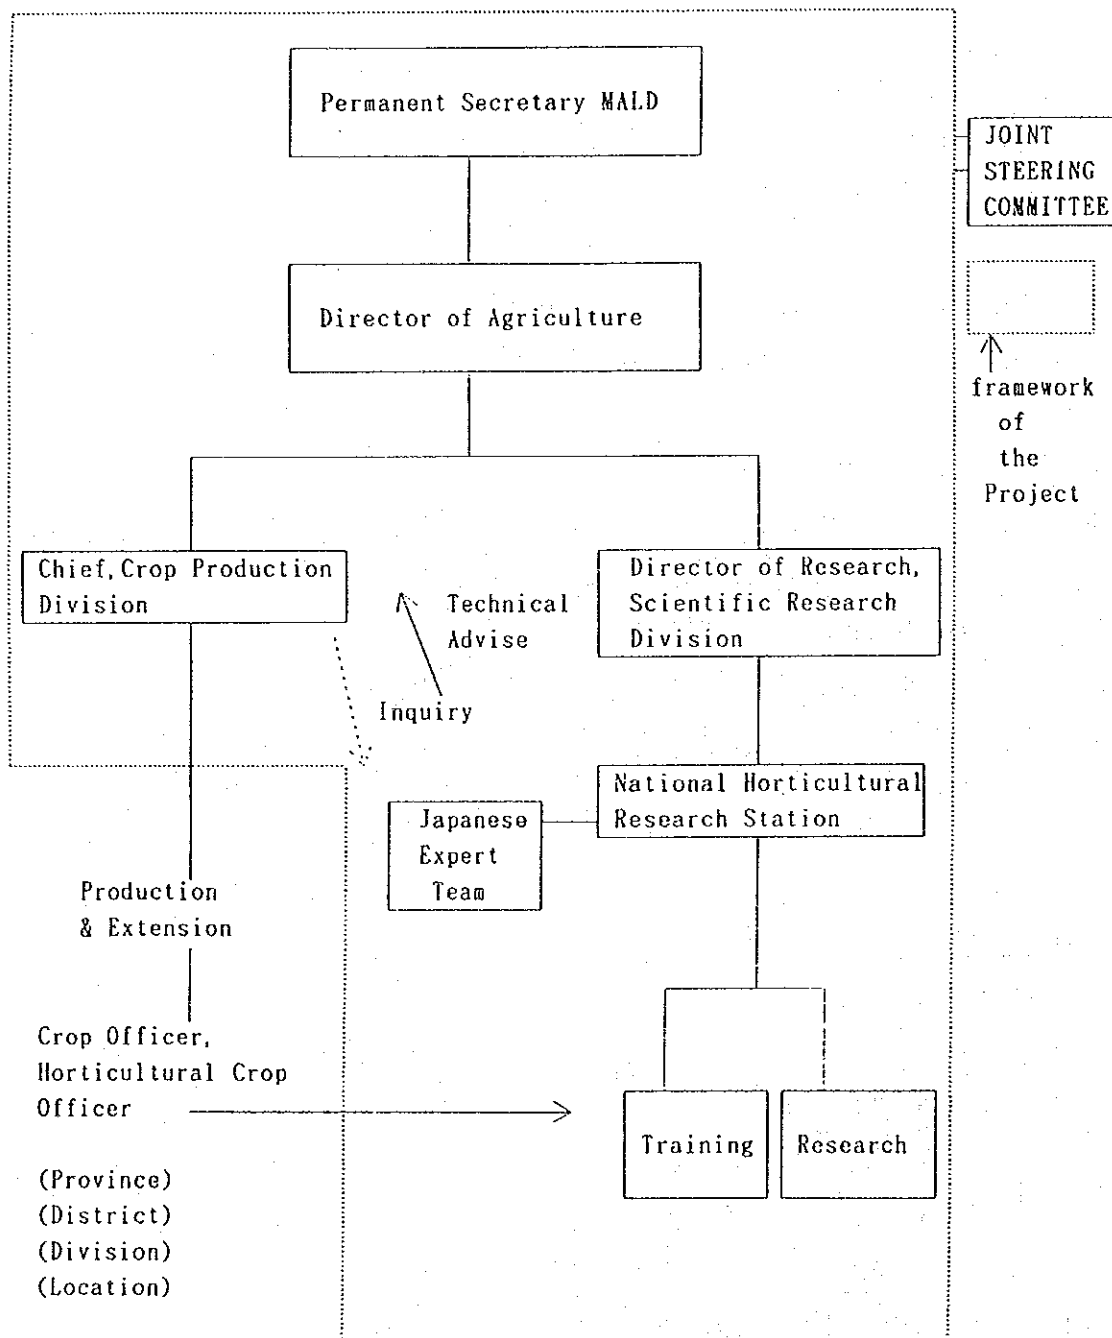 Permanent Secretary MALD
JOINT
STEERING
COMMITTEE
Director of Agriculture
framework
of
the
Project
Chief, Crop Production
Division
Technical
Advise
Director of Research,
Scientific Research
Division
Inquiry
National Horticultural
Research Station
Japanese
Expert
Team
Production
& Extension
Crop Officer,
Horticultural Crop
Officer
Training
Research
(Province)
(District)
(Division)
(Location)